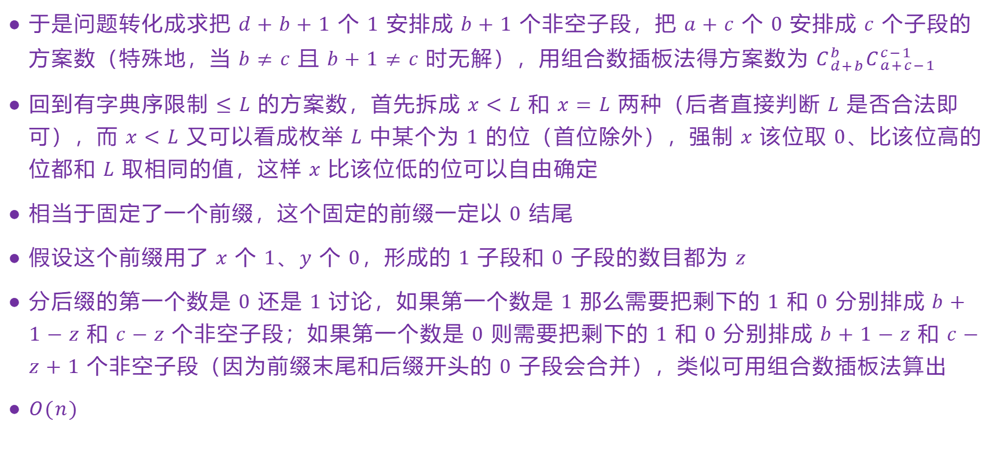 ● 于是问题转化成求把 d + b + 1 个 1 安排成 b + 1 个非空子段，把 a + c 个 0 安排成 c 个子段的
方案数（特殊地，当 b ≠ c 且 b + 1 ≠ c 时无解），用组合数插板法得方案数为 $C_{d+b}^{b}C_{a+c-1}^{c-1}$
● 回到有字典序限制 ≤ L 的方案数，首先拆成 x < L 和 x = L 两种（后者直接判断 L 是否合法即
可），而 x < L 又可以看成枚举 L 中某个为 1 的位（首位除外），强制 x 该位取 0、比该位高的
位都和 L 取相同的值，这样 x 比该位低的位可以自由确定
● 相当于固定了一个前缀，这个固定的前缀一定以 0 结尾
● 假设这个前缀用了 x 个 1、y 个 0，形成的 1 子段和 0 子段的数目都为 z
● 分后缀的第一个数是 0 还是 1 讨论，如果第一个数是 1 那么需要把剩下的 1 和 0 分别排成 b +
1 − z 和 c − z 个非空子段；如果第一个数是 0 则需要把剩下的 1 和 0 分别排成 b + 1 − z 和 c −
z + 1 个非空子段（因为前缀末尾和后缀开头的 0 子段会合并），类似可用组合数插板法算出
● O(n)